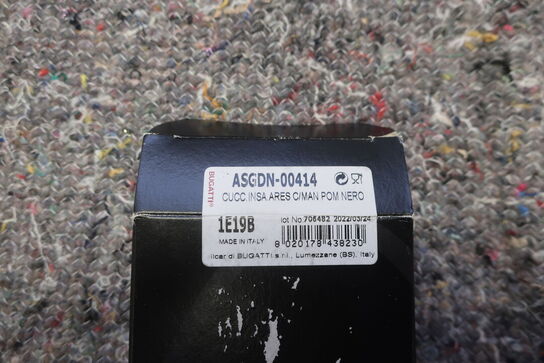 BUGATTI
ASGDN-00414
CUCC.INSA.ARES C/MAN POM NERO
1E19B
lot No 706482 2022/03/24
MADE IN ITALY
8 020178 438230
Ilcar di BUGATTI s.r.l., Lumezzane (BS), Italy